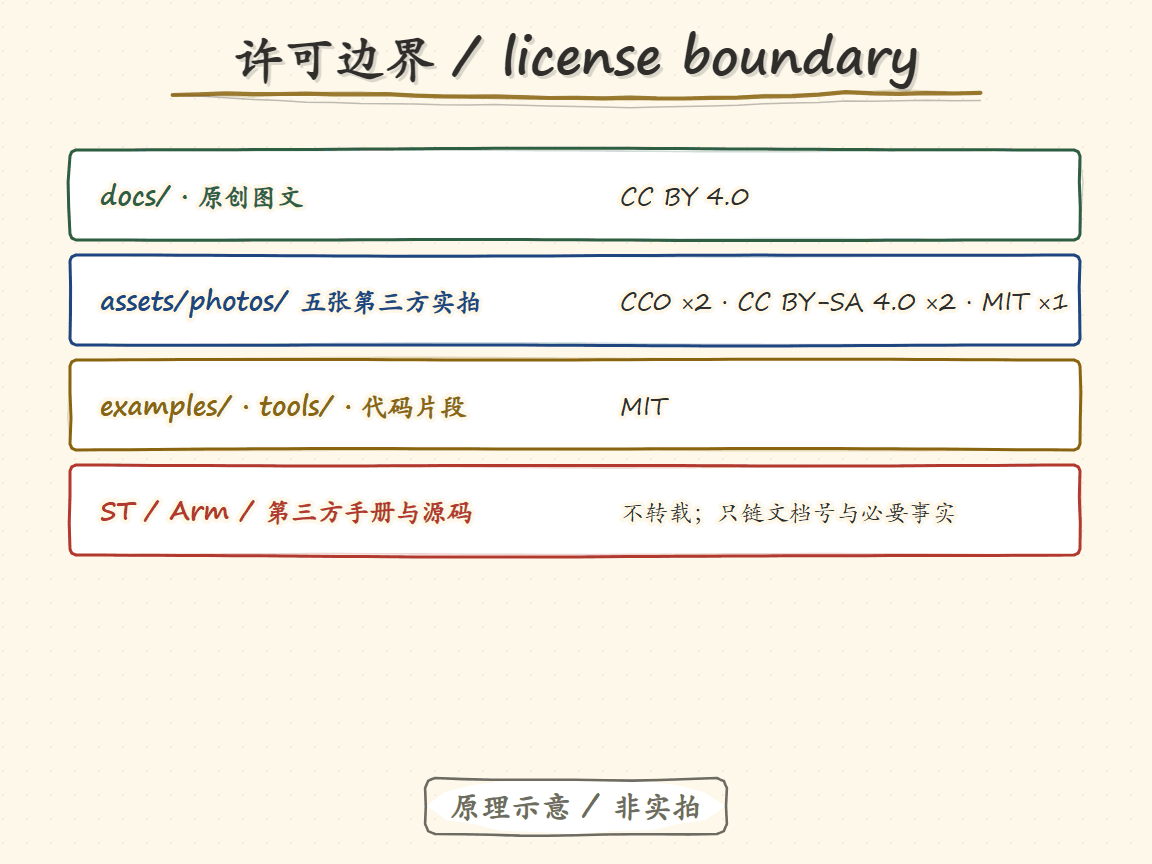 许可边界 / license boundary
docs/ · 原创图文 CC BY 4.0
assets/photos/ 五张第三方实拍 CC0 ×2 · CC BY-SA 4.0 ×2 · MIT ×1
examples/ · tools/ · 代码片段 MIT
ST / Arm / 第三方手册与源码 不转载；只链文档号与必要事实
原理示意 / 非实拍